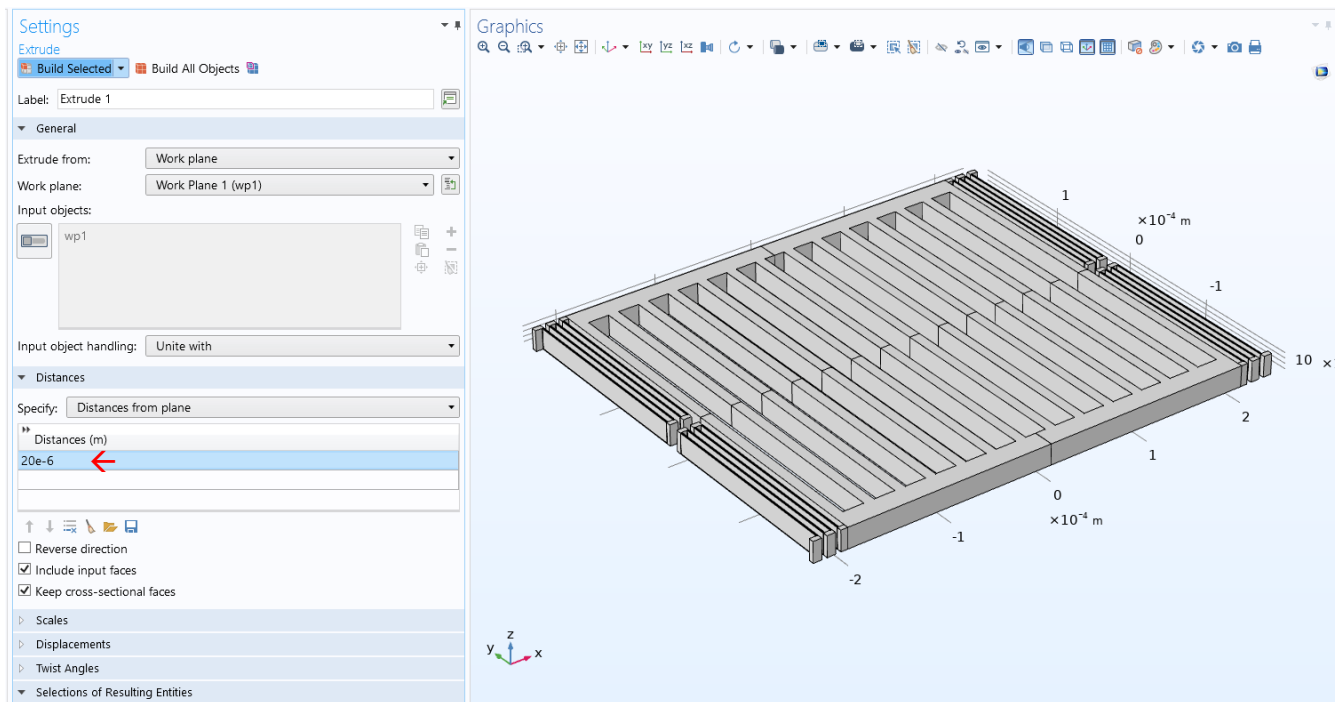 Settings
Extrude
Build Selected
Build All Objects
Label: Extrude 1
General
Extrude from: Work plane
Work plane: Work Plane 1 (wp1)
Input objects:
wp1
Input object handling: Unite with
Distances
Specify: Distances from plane
Distances (m)
20e-6
Reverse direction
Include input faces
Keep cross-sectional faces
Scales
Displacements
Twist Angles
Selections of Resulting Entities
Graphics
xy yz xz
1
×10⁻⁴ m
0
-1
10 ×
2
1
0
×10⁻⁴ m
-1
-2
z
y x